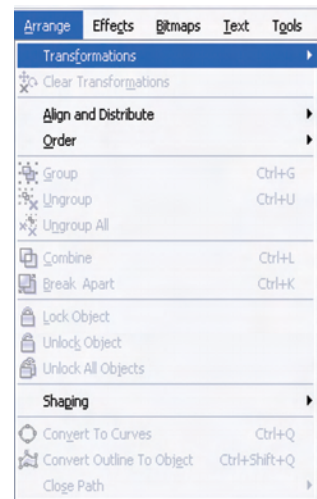 Arrange Effects Bitmaps Text Tools
Transformations
Clear Transformations
Align and Distribute
Order
Group Ctrl+G
Ungroup Ctrl+U
Ungroup All
Combine Ctrl+L
Break Apart Ctrl+K
Lock Object
Unlock Object
Unlock All Objects
Shaping
Convert To Curves Ctrl+Q
Convert Outline To Object Ctrl+Shift+Q
Close Path